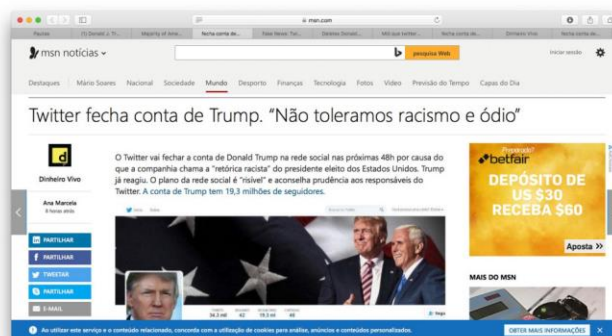 msn.com
msn notícias
pesquisa Web
Iniciar sessão
Destaques Mário Soares Nacional Sociedade Mundo Desporto Finanças Tecnologia Fotos Vídeo Previsão do Tempo Capas do Dia
Twitter fecha conta de Trump. “Não toleramos racismo e ódio”
d
Dinheiro Vivo
Ana Marcela
8 horas atrás
PARTILHAR
PARTILHAR
TWEETAR
PARTILHAR
E-MAIL
O Twitter vai fechar a conta de Donald Trump na rede social nas próximas 48h por causa do
que a companhia chama a "retórica racista" do presidente eleito dos Estados Unidos. Trump
já reagiu. O plano da rede social é "risível" e aconselha prudência aos responsáveis do
Twitter. A conta de Trump tem 19,3 milhões de seguidores.
Preparado?
betfair
DEPÓSITO DE
US $30
RECEBA $60
Aposta >>
MAIS DO MSN
Ao utilizar este serviço e o conteúdo relacionado, concorda com a utilização de cookies para análise, anúncios e conteúdos personalizados.
OBTER MAIS INFORMAÇÕES